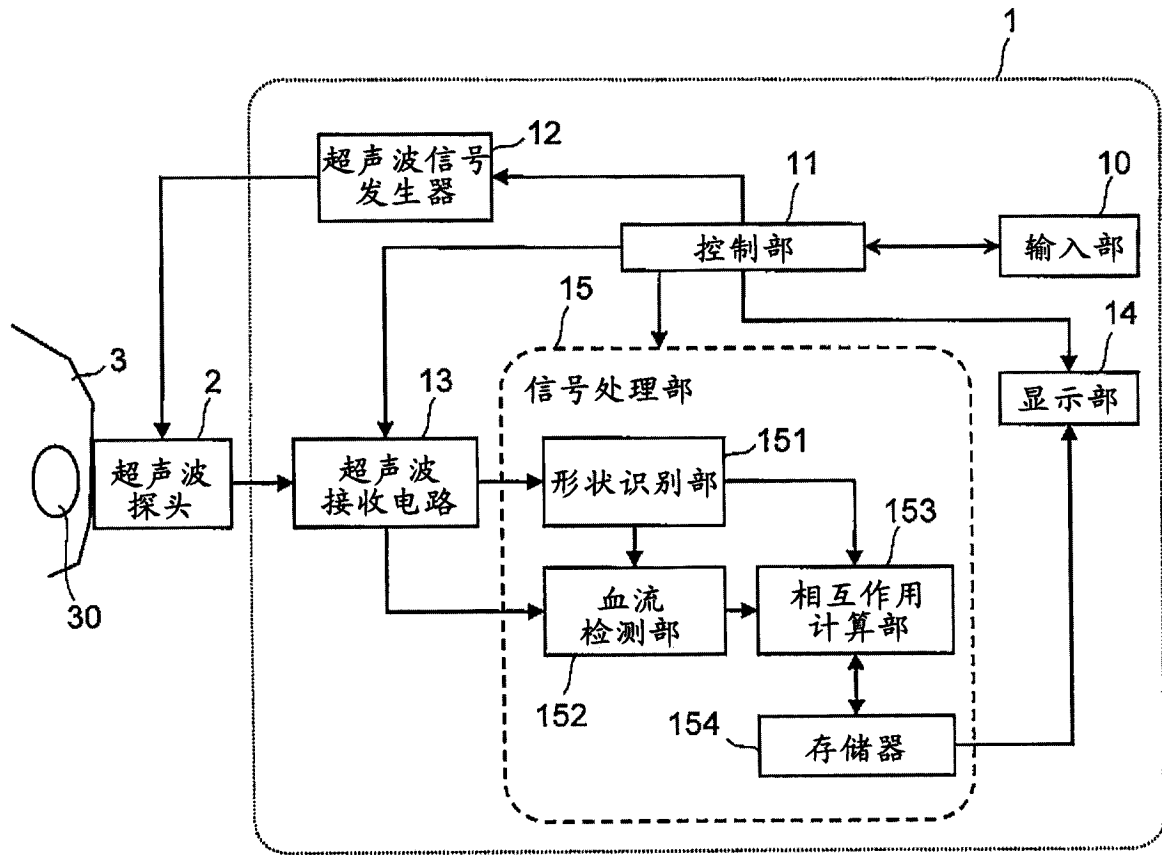 1
12
超声波信号
发生器
11
控制部
10
输入部
15
14
显示部
3
2
13
信号处理部
超声波
探头
超声波
接收电路
151
形状识别部
153
30
血流
检测部
相互作用
计算部
152
154
存储器